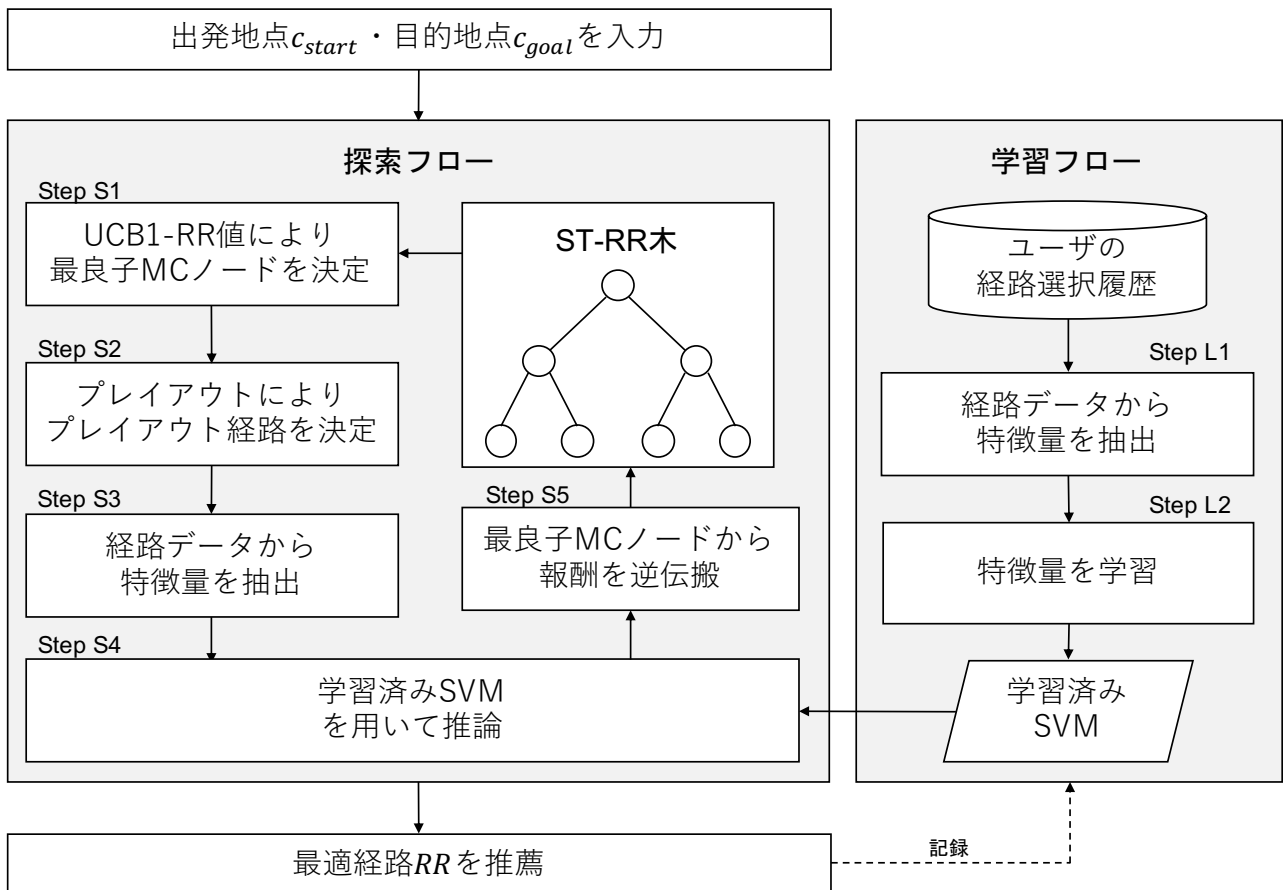 出発地点c_start・目的地点c_goalを入力
探索フロー
Step S1
UCB1-RR値により
最良子MCノードを決定
Step S2
プレイアウトにより
プレイアウト経路を決定
Step S3
経路データから
特徴量を抽出
Step S4
学習済みSVM
を用いて推論
ST-RR木
Step S5
最良子MCノードから
報酬を逆伝搬
学習フロー
ユーザの
経路選択履歴
Step L1
経路データから
特徴量を抽出
Step L2
特徴量を学習
学習済み
SVM
最適経路RRを推薦
記録